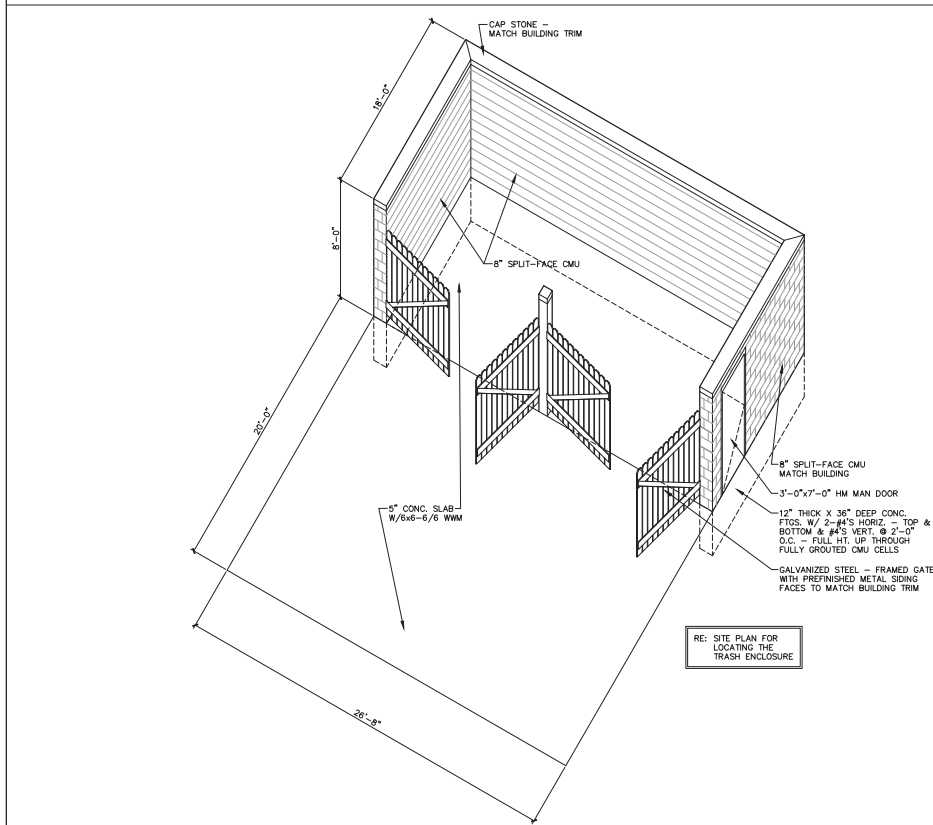 CAP STONE –
MATCH BUILDING TRIM
18'-0"
8'-0"
8" SPLIT-FACE CMU
20'-0"
5" CONC. SLAB
W/6x6-6/6 WWM
26'-8"
8" SPLIT-FACE CMU
MATCH BUILDING
3'-0"x7'-0" HM MAN DOOR
12" THICK X 36" DEEP CONC.
FTGS. W/ 2-#4'S HORIZ. – TOP &
BOTTOM & #4'S VERT. @ 2'-0"
O.C. – FULL HT. UP THROUGH
FULLY GROUTED CMU CELLS
GALVANIZED STEEL – FRAMED GATE
WITH PREFINISHED METAL SIDING
FACES TO MATCH BUILDING TRIM
RE: SITE PLAN FOR
LOCATING THE
TRASH ENCLOSURE